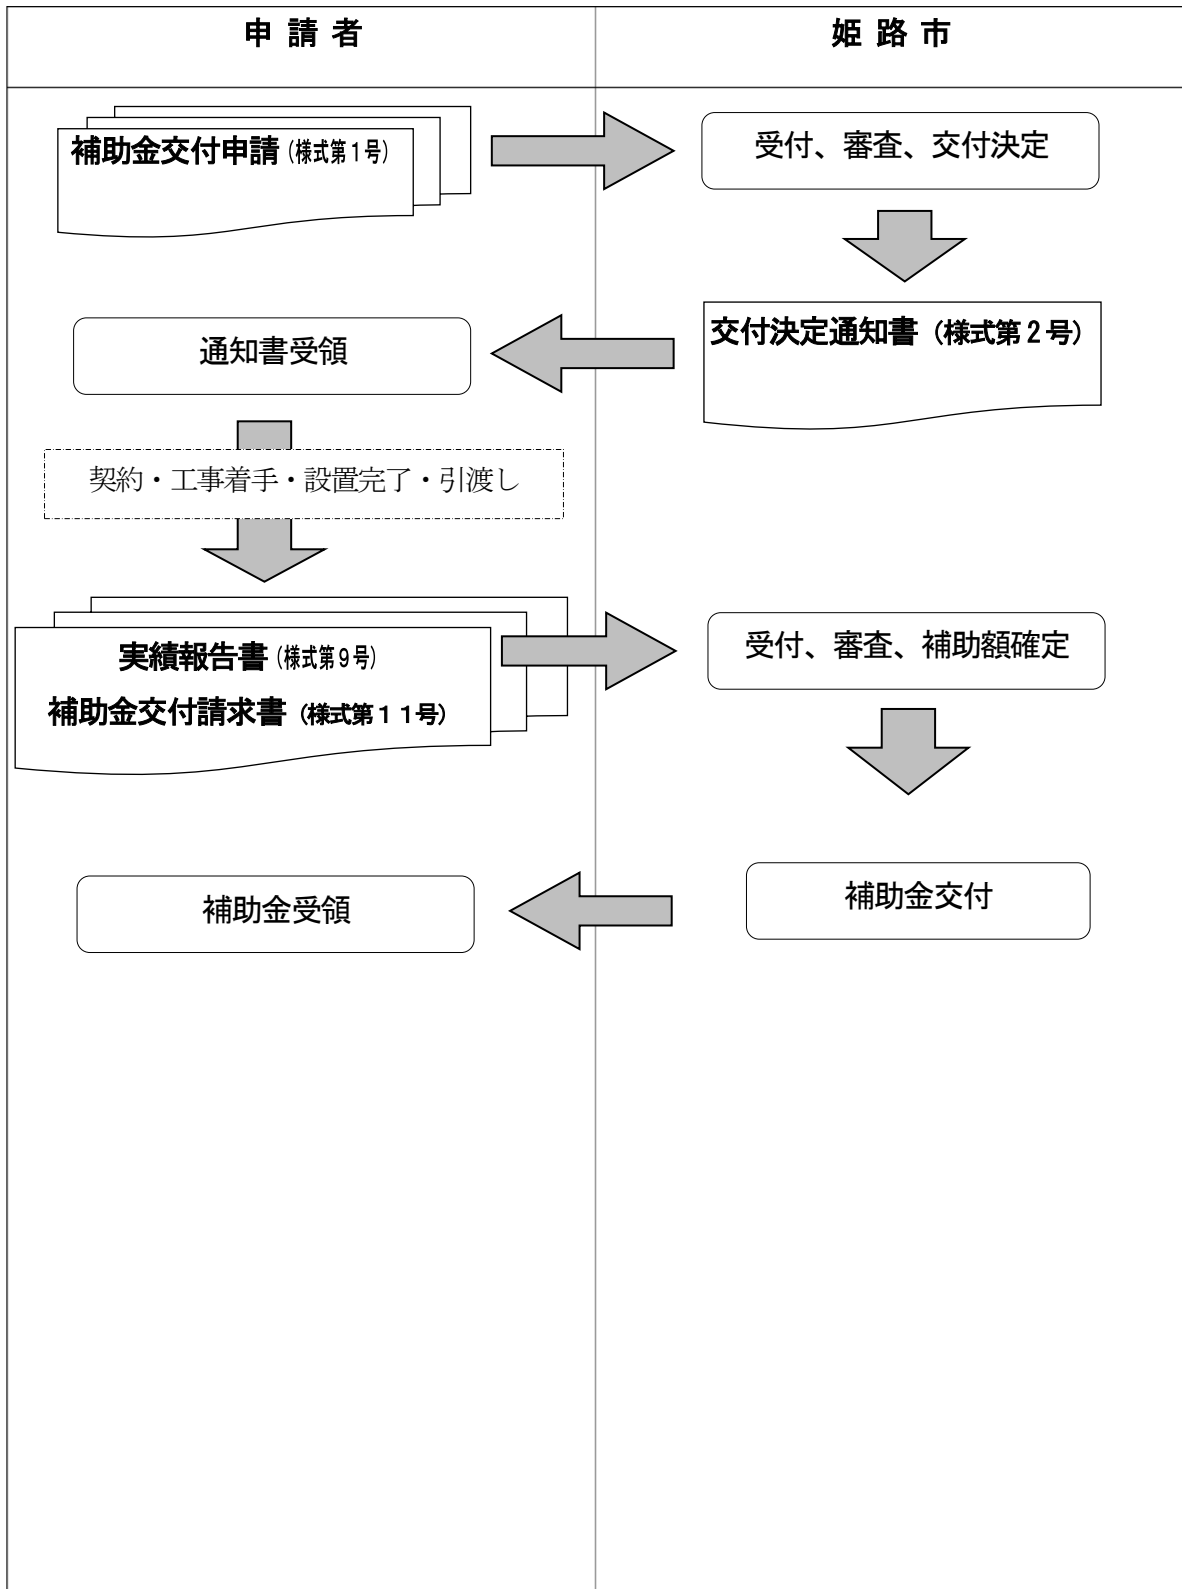 申請者
姫路市
補助金交付申請（様式第１号）
受付、審査、交付決定
交付決定通知書（様式第２号）
通知書受領
契約・工事着手・設置完了・引渡し
実績報告書（様式第９号）
補助金交付請求書（様式第１１号）
受付、審査、補助額確定
補助金交付
補助金受領